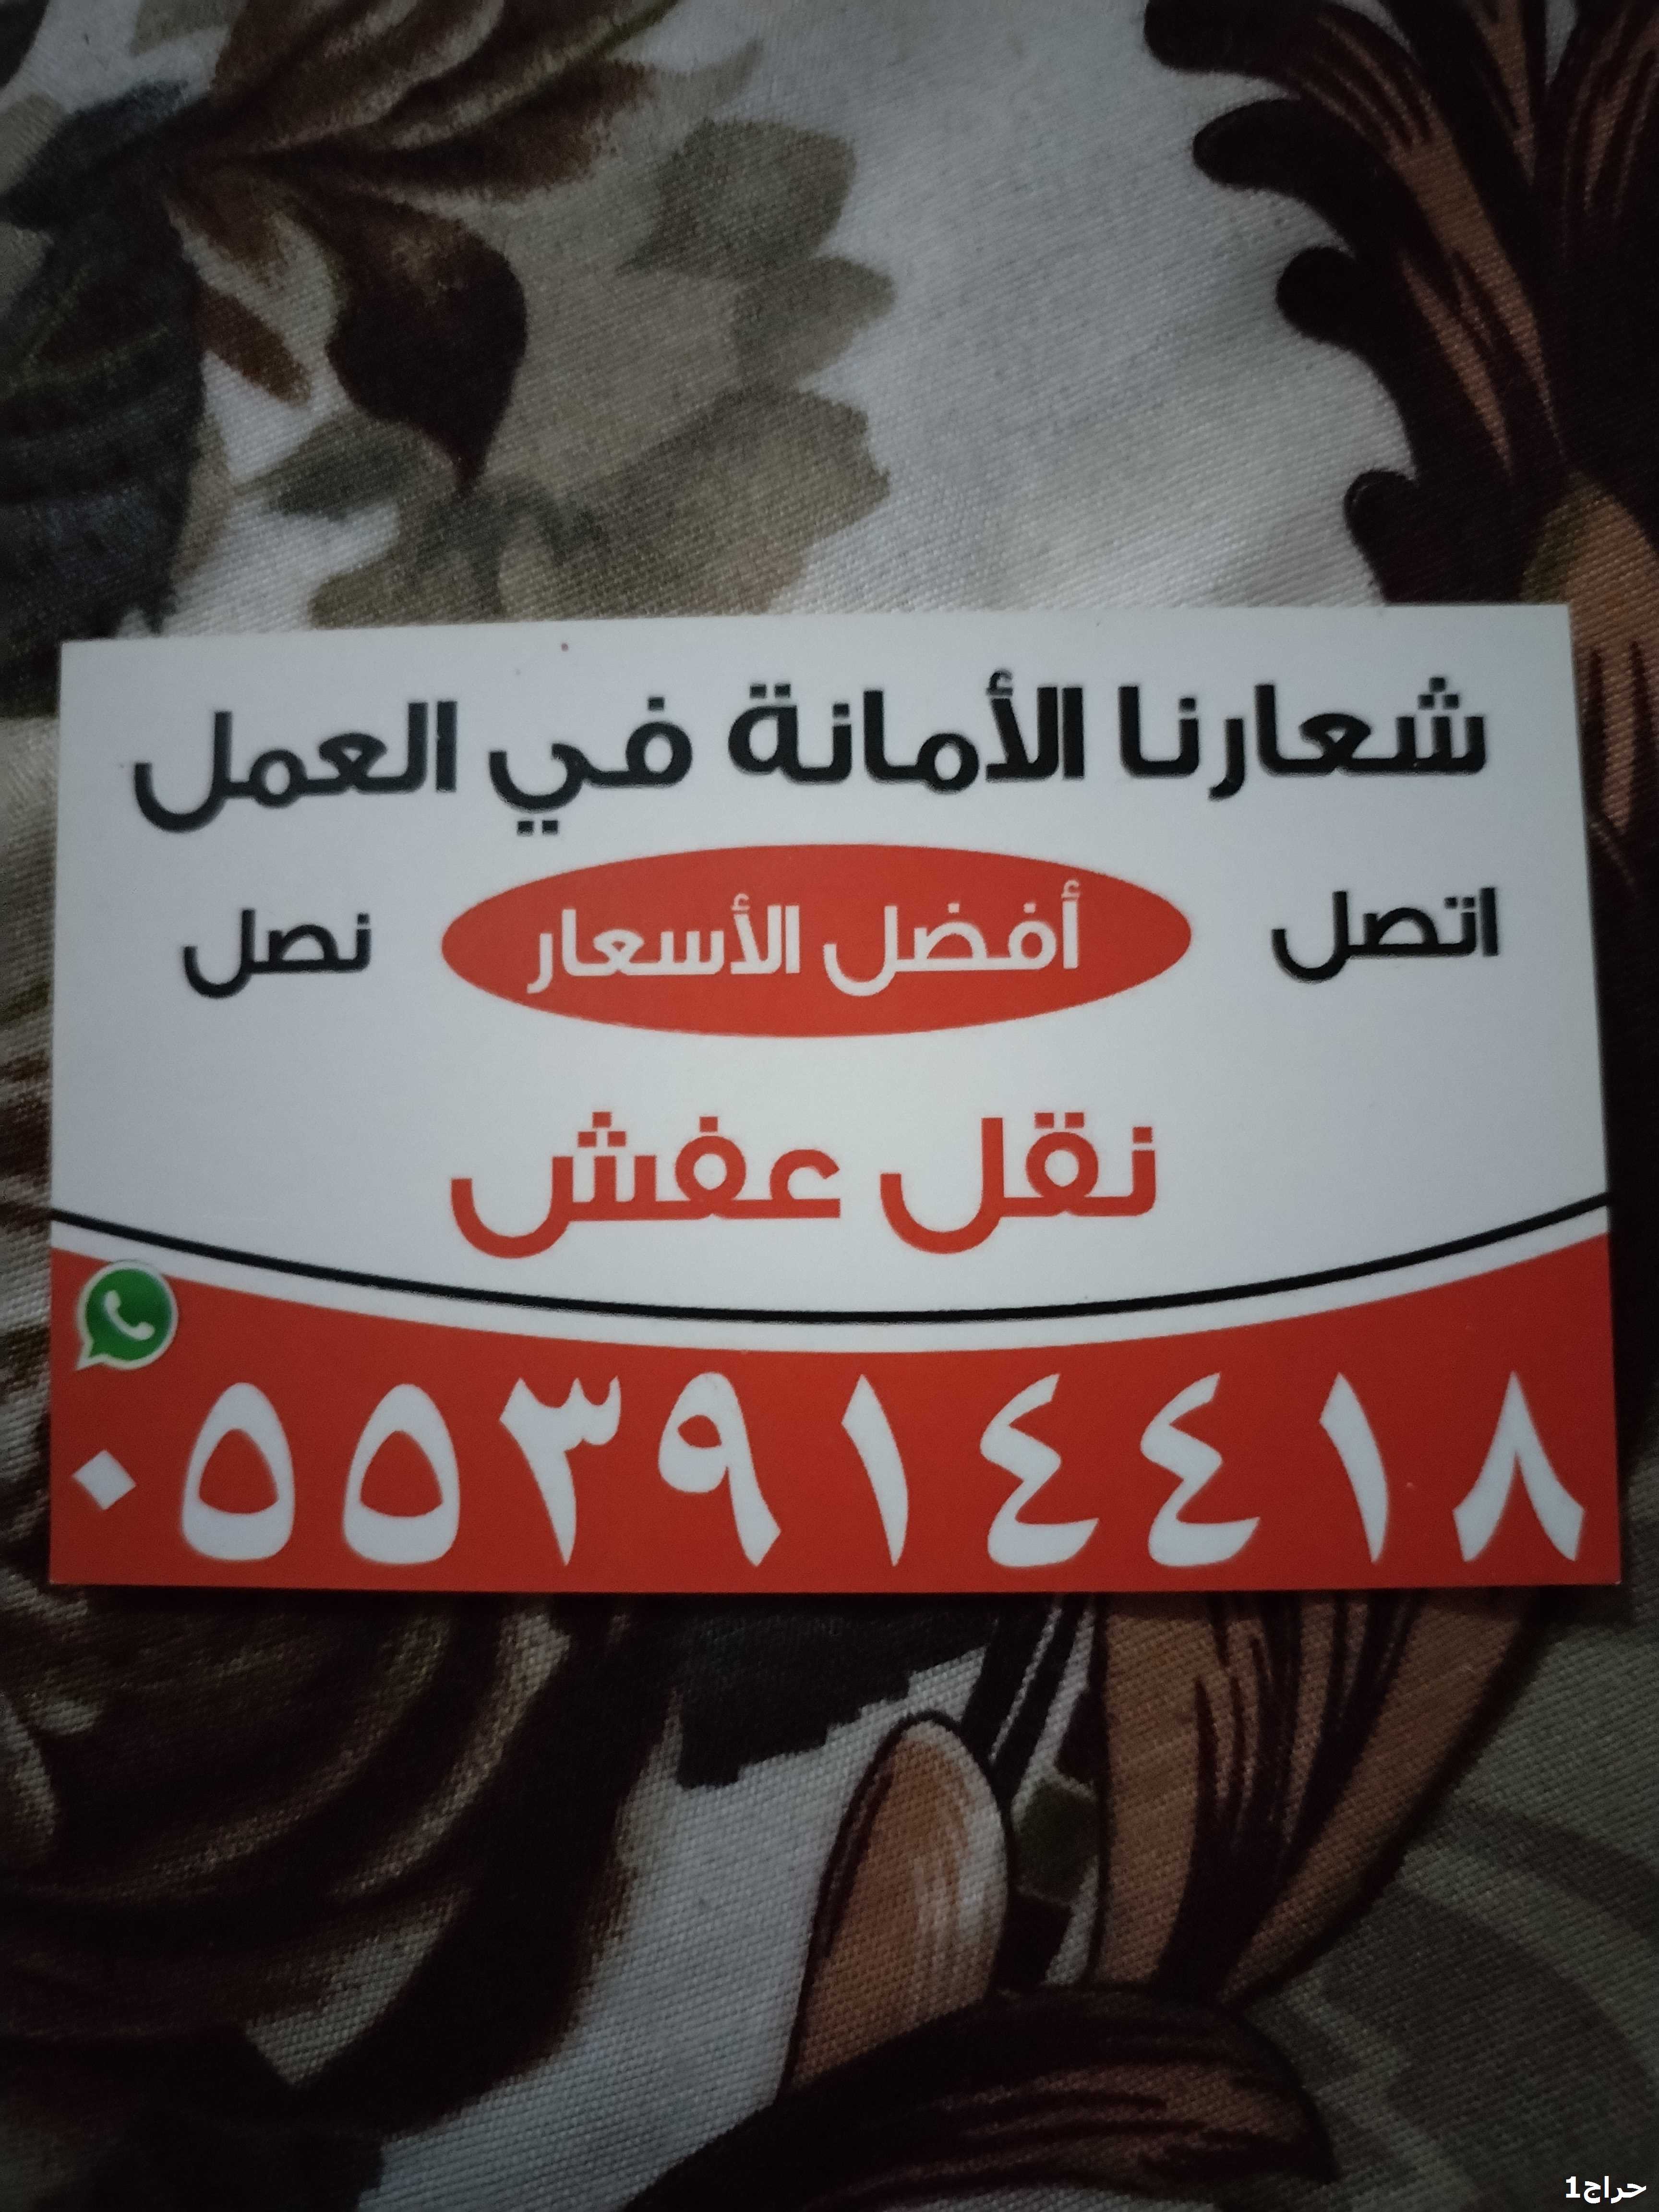 شعارنا الأمانة في العمل
اتصل أفضل الأسعار نصل
نقل عفش
٠٥٥٣٩١٤٤١٨
حراج1